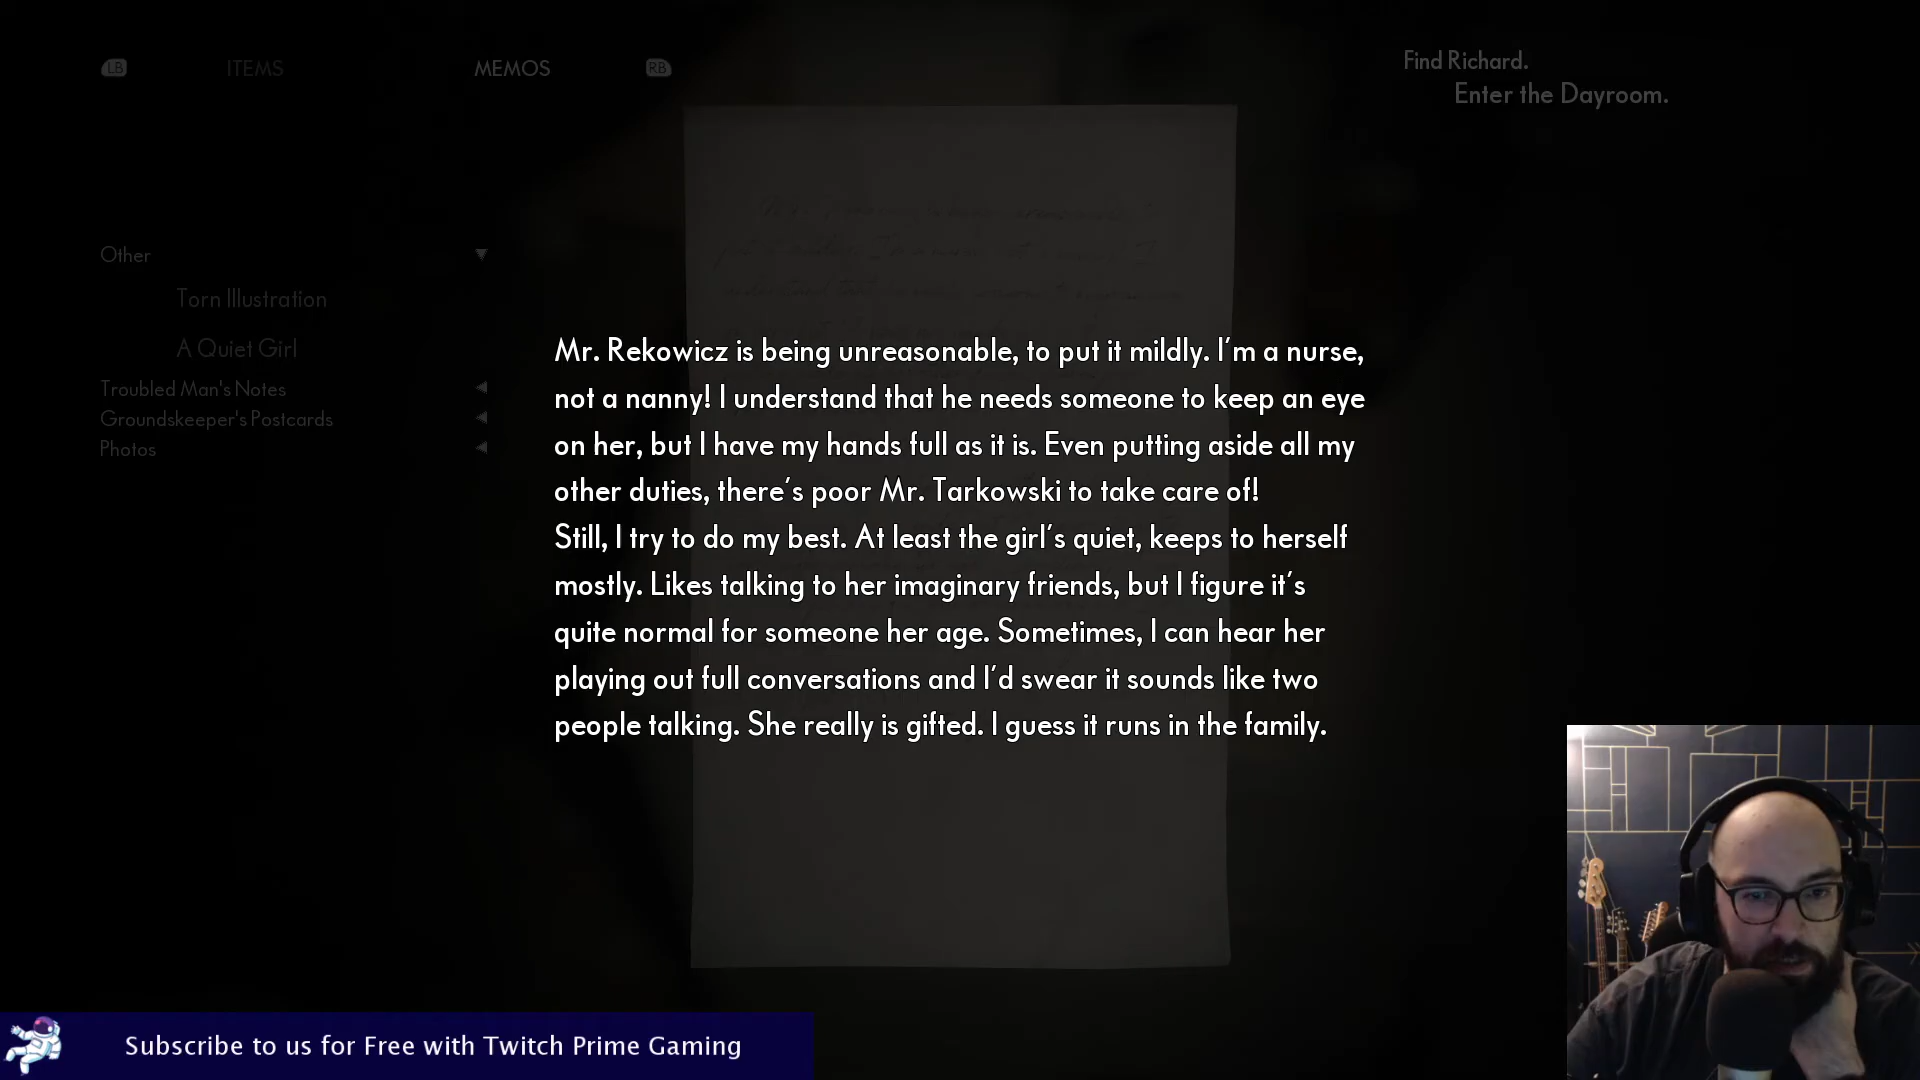 LB ITEMS MEMOS RB
Find Richard.
Enter the Dayroom.
Other
Torn Illustration
A Quiet Girl
Troubled Man's Notes
Groundskeeper's Postcards
Photos
Mr. Rekowicz is being unreasonable, to put it mildly. I'm a nurse,
not a nanny! I understand that he needs someone to keep an eye
on her, but I have my hands full as it is. Even putting aside all my
other duties, there's poor Mr. Tarkowski to take care of!
Still, I try to do my best. At least the girl's quiet, keeps to herself
mostly. Likes talking to her imaginary friends, but I figure it's
quite normal for someone her age. Sometimes, I can hear her
playing out full conversations and I'd swear it sounds like two
people talking. She really is gifted. I guess it runs in the family.
Subscribe to us for Free with Twitch Prime Gaming